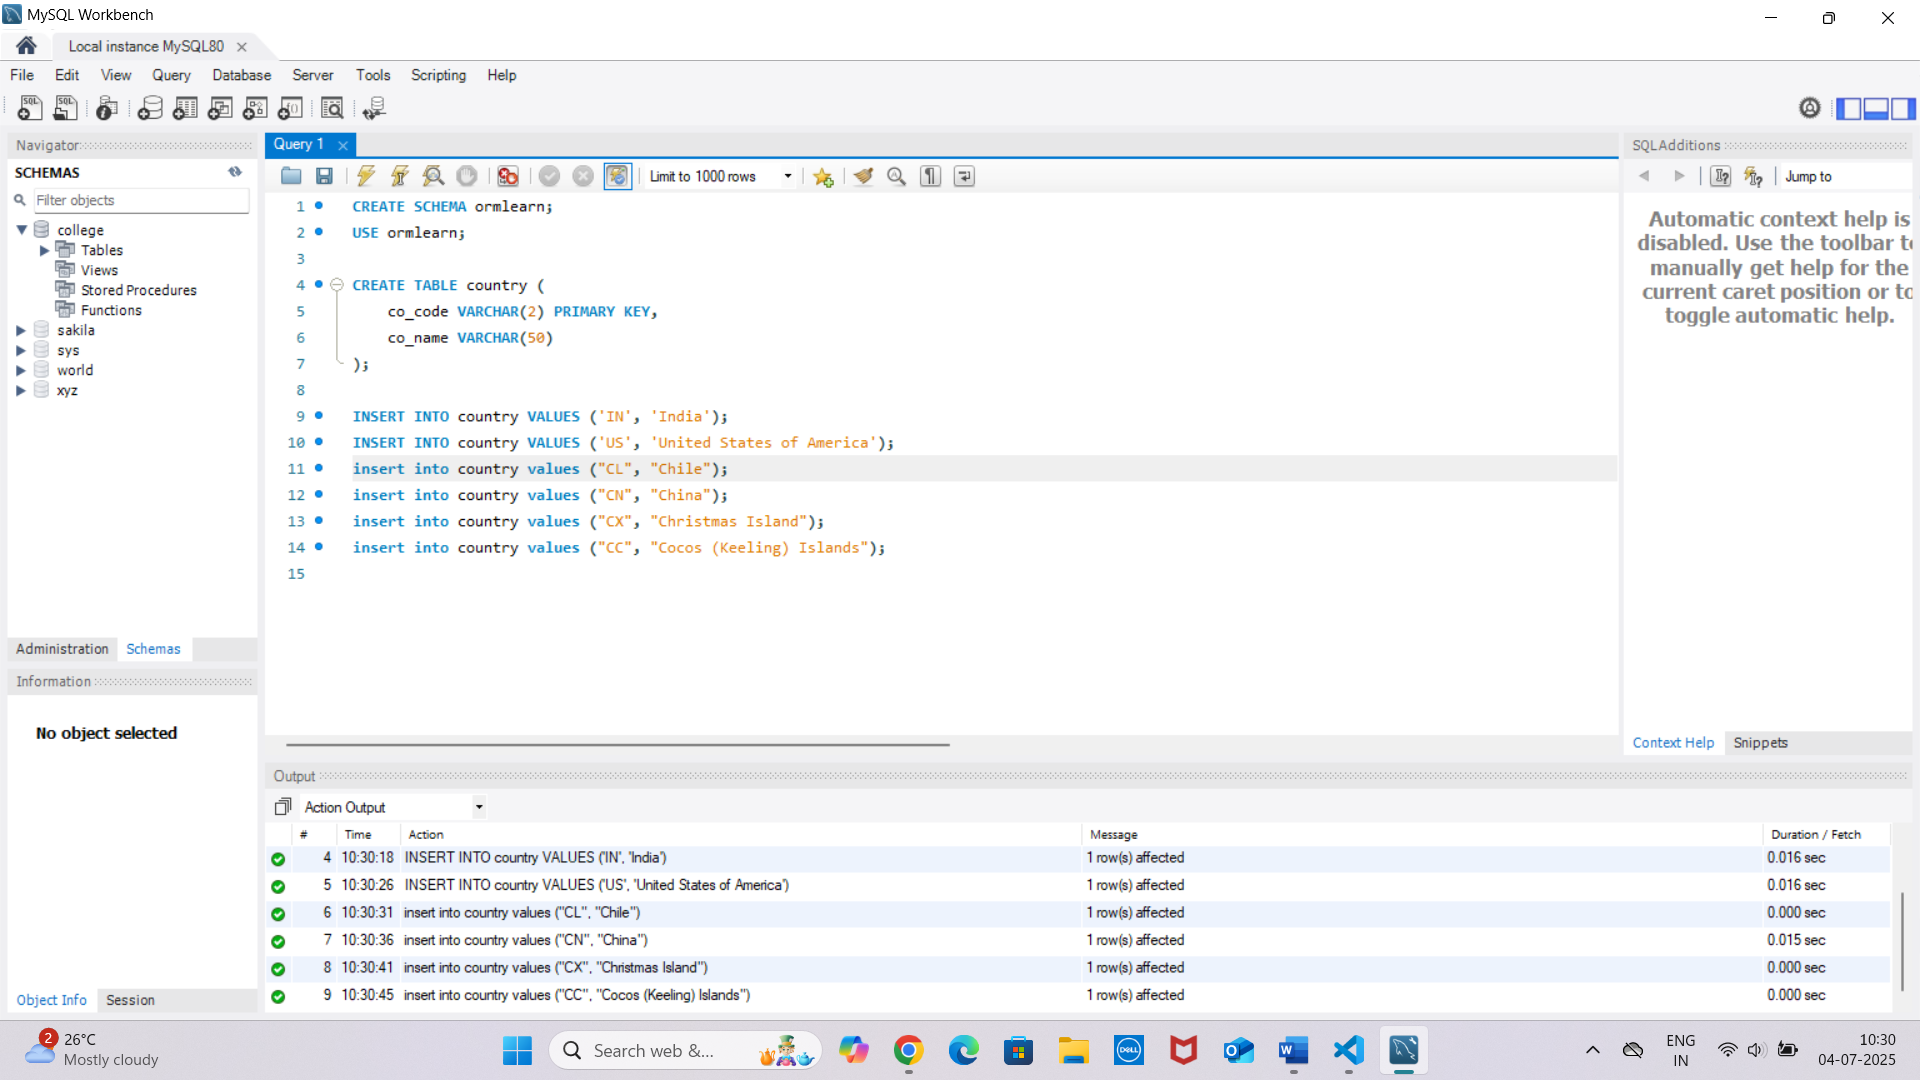 MySQL Workbench
Local instance MySQL80
File Edit View Query Database Server Tools Scripting Help
Navigator
SCHEMAS
Filter objects
college
Tables
Views
Stored Procedures
Functions
sakila
sys
world
xyz
Administration Schemas
Information
No object selected
Object Info Session
Query 1
Limit to 1000 rows
1 CREATE SCHEMA ormlearn;
2 USE ormlearn;
3
4 CREATE TABLE country (
5 co_code VARCHAR(2) PRIMARY KEY,
6 co_name VARCHAR(50)
7 );
8
9 INSERT INTO country VALUES ('IN', 'India');
10 INSERT INTO country VALUES ('US', 'United States of America');
11 insert into country values ("CL", "Chile");
12 insert into country values ("CN", "China");
13 insert into country values ("CX", "Christmas Island");
14 insert into country values ("CC", "Cocos (Keeling) Islands");
15
SQLAdditions
Jump to
Automatic context help is
disabled. Use the toolbar to
manually get help for the
current caret position or to
toggle automatic help.
Context Help Snippets
Output
Action Output
# Time Action Message Duration / Fetch
4 10:30:18 INSERT INTO country VALUES ('IN', 'India') 1 row(s) affected 0.016 sec
5 10:30:26 INSERT INTO country VALUES ('US', 'United States of America') 1 row(s) affected 0.016 sec
6 10:30:31 insert into country values ("CL", "Chile") 1 row(s) affected 0.000 sec
7 10:30:36 insert into country values ("CN", "China") 1 row(s) affected 0.015 sec
8 10:30:41 insert into country values ("CX", "Christmas Island") 1 row(s) affected 0.000 sec
9 10:30:45 insert into country values ("CC", "Cocos (Keeling) Islands") 1 row(s) affected 0.000 sec
2
26°C
Mostly cloudy
Search web &...
DELL
ENG
IN
10:30
04-07-2025